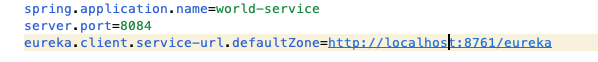 spring.application.name=world-service
server.port=8084
eureka.client.service-url.defaultZone=http://localhost:8761/eureka